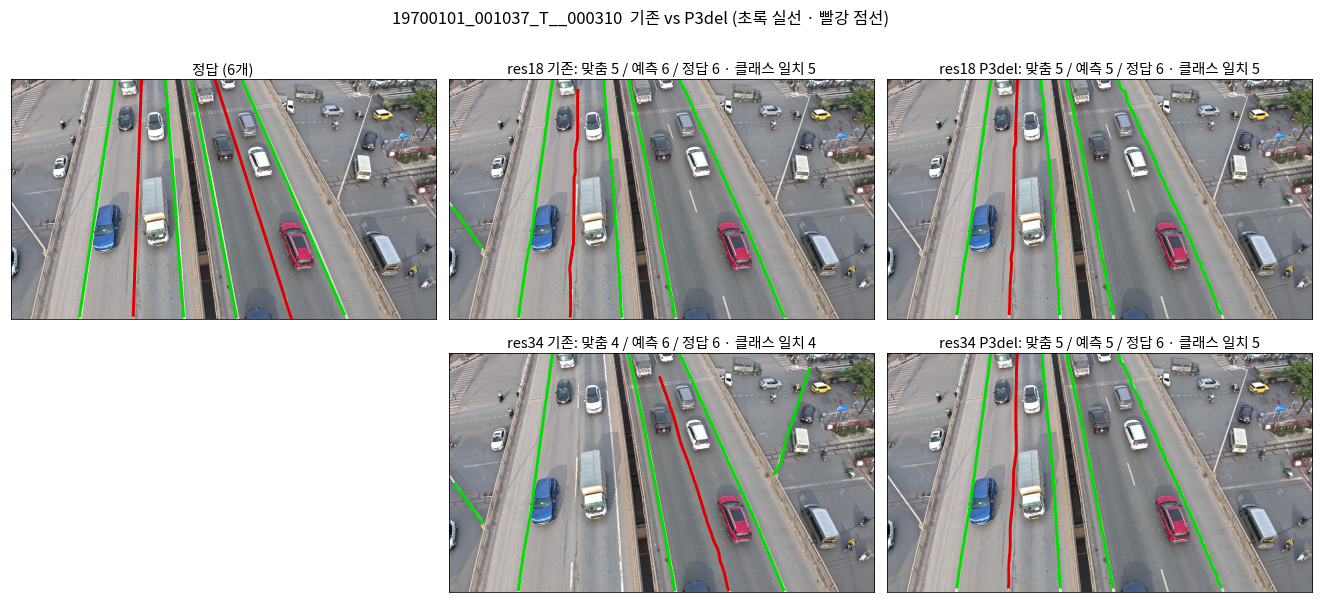 19700101_001037_T__000310 기존 vs P3del (초록 실선 · 빨강 점선)
정답 (6개)
res18 기존: 맞춤 5 / 예측 6 / 정답 6 · 클래스 일치 5
res18 P3del: 맞춤 5 / 예측 5 / 정답 6 · 클래스 일치 5
res34 기존: 맞춤 4 / 예측 6 / 정답 6 · 클래스 일치 4
res34 P3del: 맞춤 5 / 예측 5 / 정답 6 · 클래스 일치 5